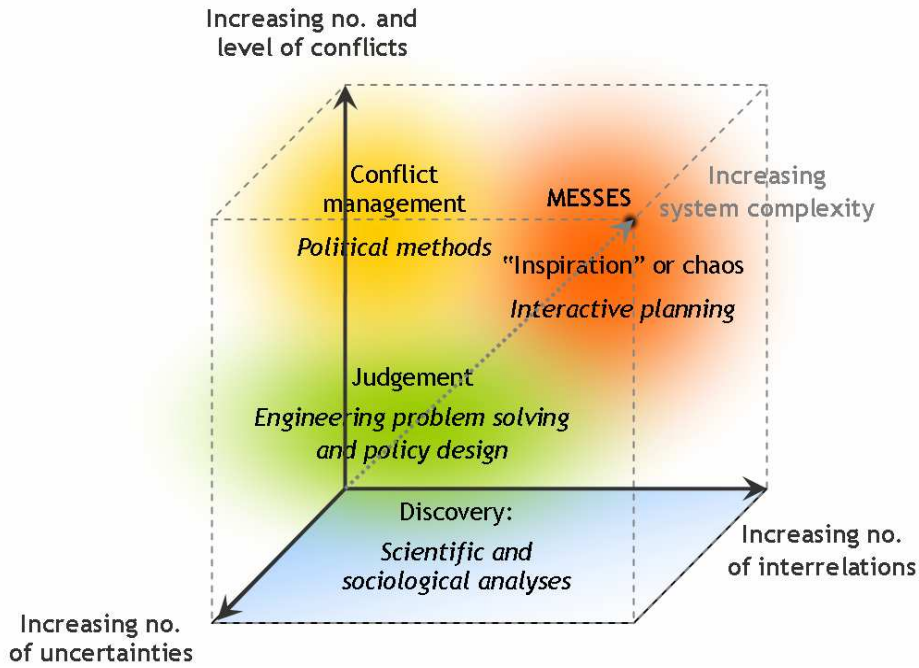 Increasing no. and
level of conflicts
Conflict
management
Political methods
MESSES
Increasing
system complexity
“Inspiration” or chaos
Interactive planning
Judgement
Engineering problem solving
and policy design
Discovery:
Scientific and
sociological analyses
Increasing no.
of interrelations
Increasing no.
of uncertainties